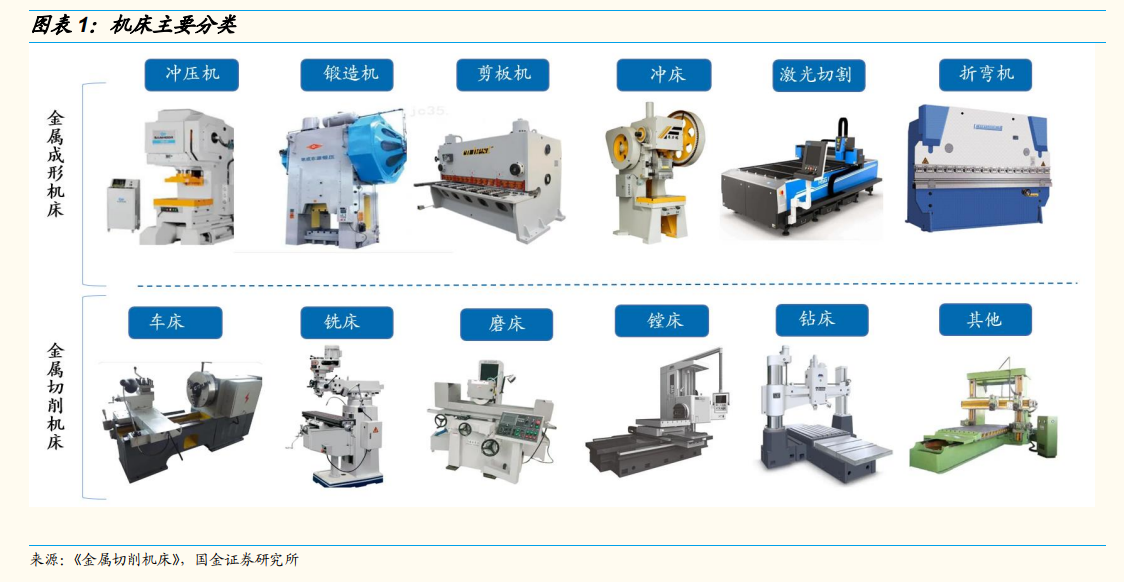 图表 1：机床主要分类
冲压机 锻造机 剪板机 冲床 激光切割 折弯机
金属成形机床
车床 铣床 磨床 镗床 钻床 其他
金属切削机床
来源：《金属切削机床》，国金证券研究所